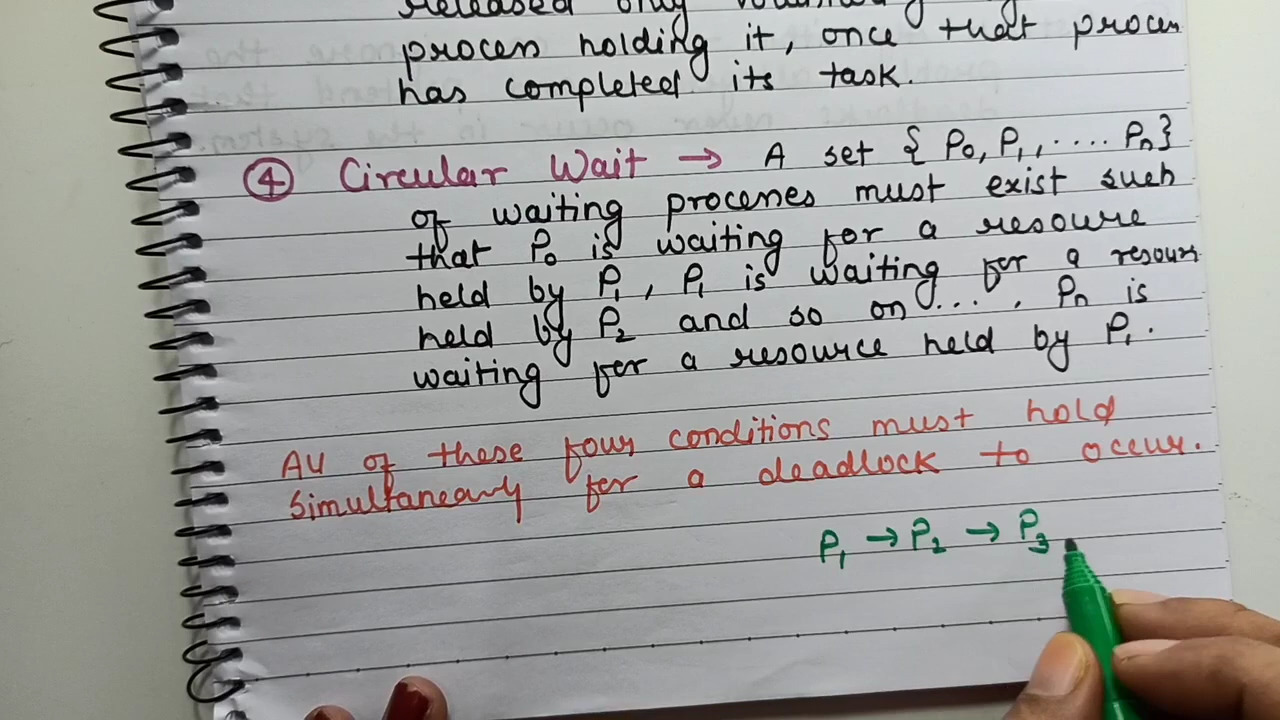 released only
process holding it, once that process
has completed its task.
④ Circular Wait → A set { P₀, P₁, .... Pₙ}
of waiting processes must exist such
that P₀ is waiting for a resource
held by P₁, P₁ is waiting for a resour
held by P₂ and so on ..., Pₙ is
waiting for a resource held by P₁.
All of these four conditions must hold
simultaneously for a deadlock to occur.
P₁ → P₂ → P₃